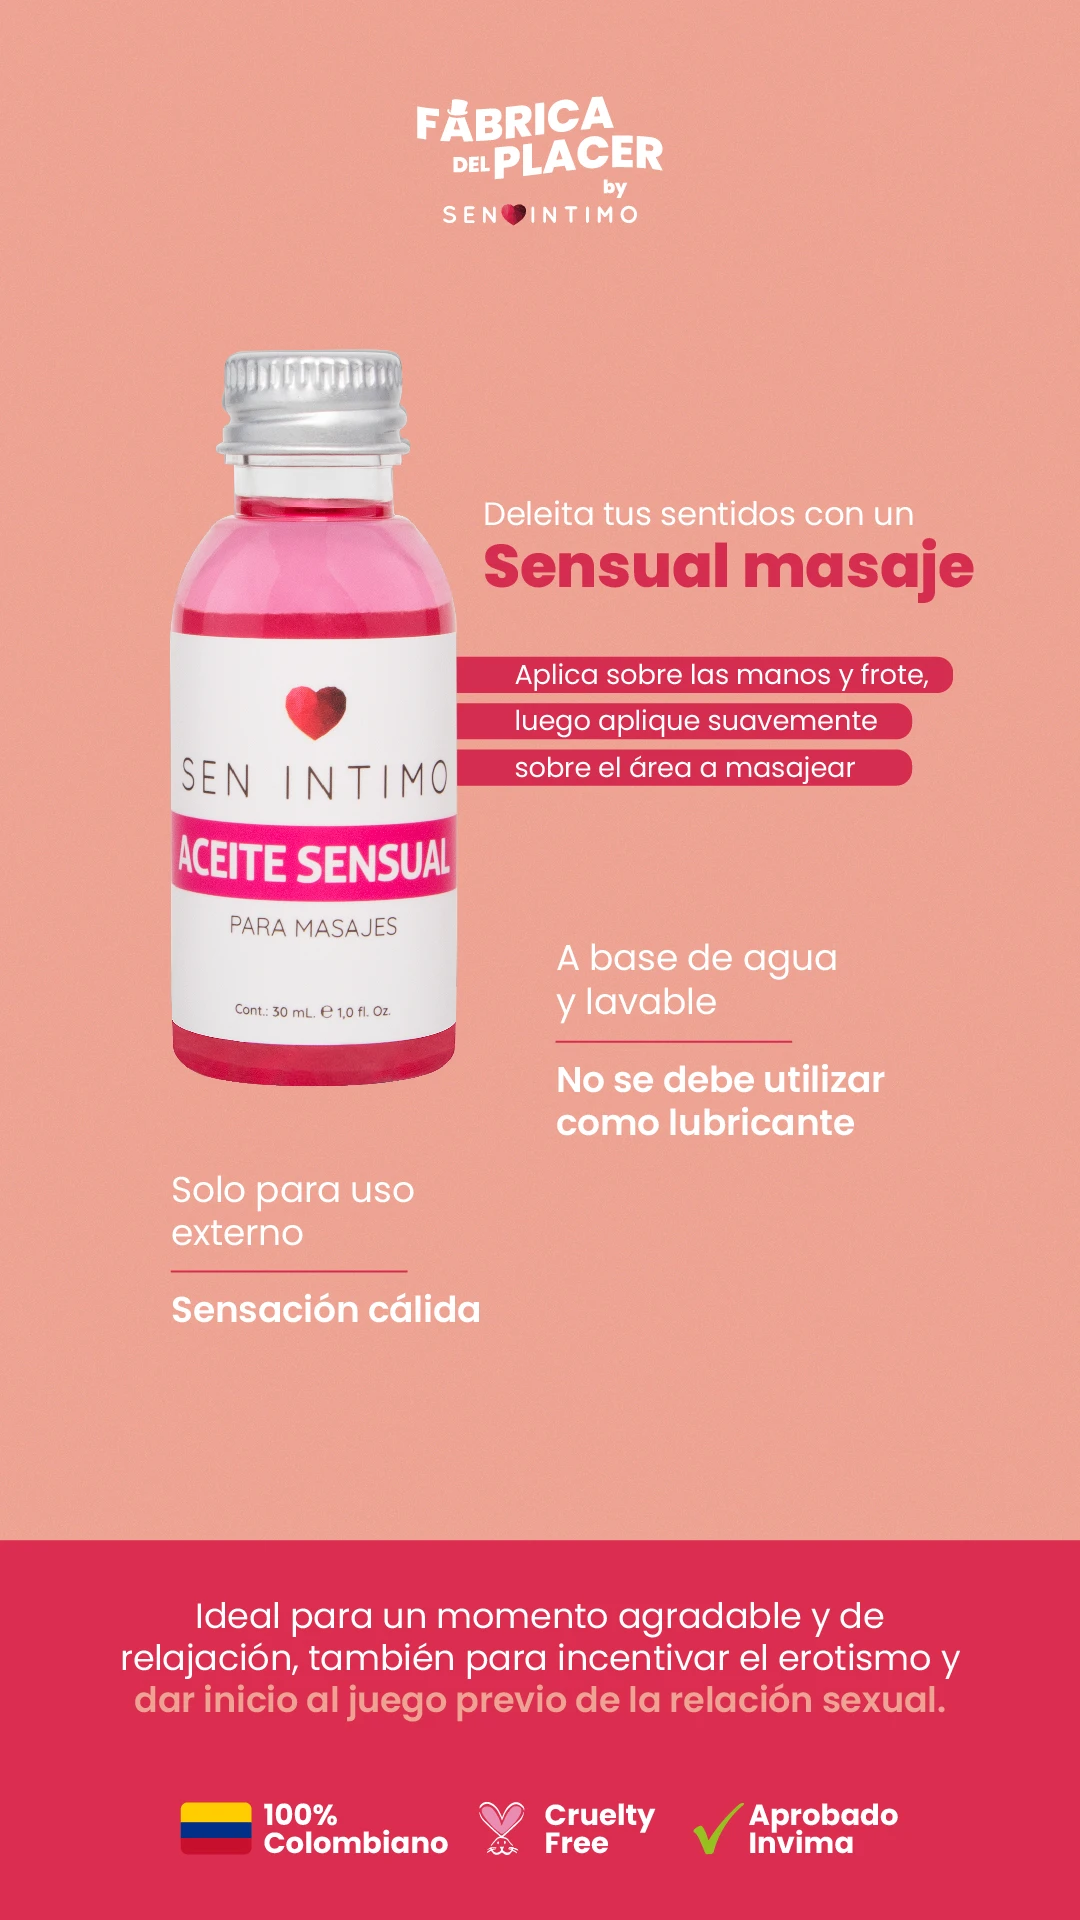 FÁBRICA
DEL PLACER
by
SEN INTIMO
Deleita tus sentidos con un
Sensual masaje
Aplica sobre las manos y frote,
luego aplique suavemente
sobre el área a masajear
SEN INTIMO
ACEITE SENSUAL
PARA MASAJES
Cont.: 30 mL. ℮ 1,0 fl. Oz.
A base de agua
y lavable
No se debe utilizar
como lubricante
Solo para uso
externo
Sensación cálida
Ideal para un momento agradable y de
relajación, también para incentivar el erotismo y
dar inicio al juego previo de la relación sexual.
100%
Colombiano
Cruelty
Free
Aprobado
Invima